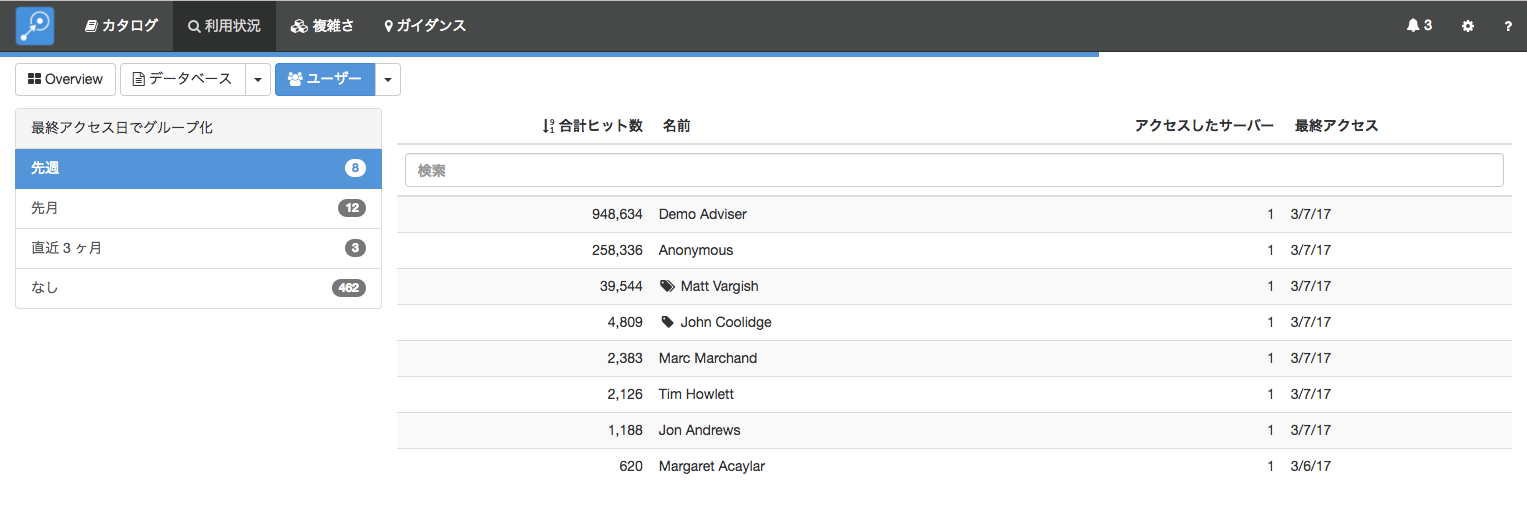 カタログ 利用状況 複雑さ ガイダンス 3 ?
Overview データベース ユーザー
最終アクセス日でグループ化
先週 8
先月 12
直近 3 ヶ月 3
なし 462
合計ヒット数 名前 アクセスしたサーバー 最終アクセス
検索
948,634 Demo Adviser 1 3/7/17
258,336 Anonymous 1 3/7/17
39,544 Matt Vargish 1 3/7/17
4,809 John Coolidge 1 3/7/17
2,383 Marc Marchand 1 3/7/17
2,126 Tim Howlett 1 3/7/17
1,188 Jon Andrews 1 3/7/17
620 Margaret Acaylar 1 3/6/17